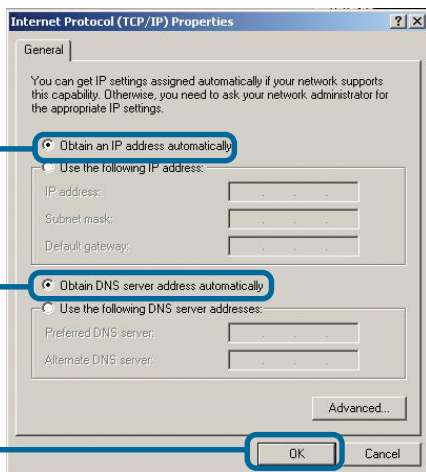 Internet Protocol (TCP/IP) Properties
General
You can get IP settings assigned automatically if your network supports
this capability. Otherwise, you need to ask your network administrator for
the appropriate IP settings.
Obtain an IP address automatically
Use the following IP address:
IP address:
Subnet mask:
Default gateway:
Obtain DNS server address automatically
Use the following DNS server addresses:
Preferred DNS server:
Alternate DNS server:
Advanced...
OK Cancel